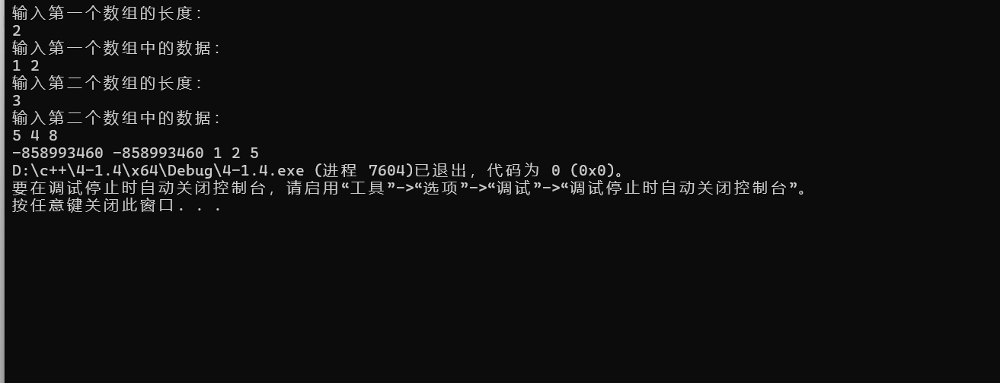 输入第一个数组的长度：
2
输入第一个数组中的数据：
1 2
输入第二个数组的长度：
3
输入第二个数组中的数据：
5 4 8
-858993460 -858993460 1 2 5
D:\c++\4-1.4\x64\Debug\4-1.4.exe (进程 7604)已退出，代码为 0 (0x0)。
要在调试停止时自动关闭控制台，请启用“工具”->“选项”->“调试”->“调试停止时自动关闭控制台”。
按任意键关闭此窗口. . .